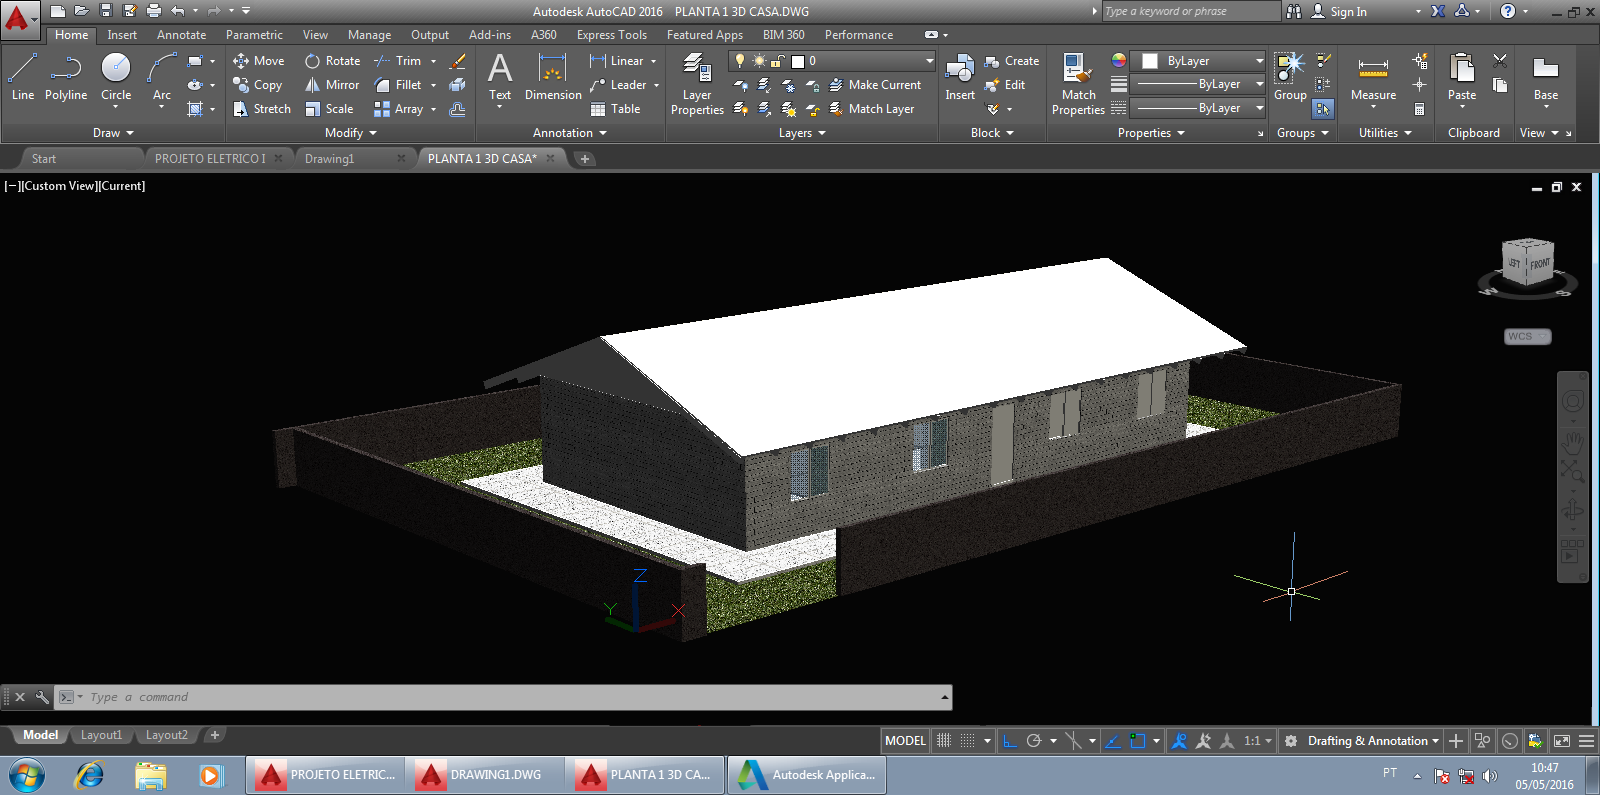 Autodesk AutoCAD 2016 PLANTA 1 3D CASA.DWG
Type a keyword or phrase
Sign In
Home Insert Annotate Parametric View Manage Output Add-ins A360 Express Tools Featured Apps BIM 360 Performance
Line Polyline Circle Arc
Draw
Move Rotate Trim
Copy Mirror Fillet
Stretch Scale Array
Modify
Text Dimension
Linear
Leader
Table
Annotation
Layer Properties
0
Make Current
Match Layer
Layers
Insert
Create
Edit
Block
Match Properties
ByLayer
ByLayer
ByLayer
Properties
Group
Groups
Measure
Utilities
Paste
Clipboard
Base
View
Start PROJETO ELETRICO I Drawing1 PLANTA 1 3D CASA*
[−][Custom View][Current]
LEFT FRONT
W S
WCS
Z
Y X
Type a command
Model Layout1 Layout2
MODEL 1:1 Drafting & Annotation
PROJETO ELETRIC... DRAWING1.DWG PLANTA 1 3D CA... Autodesk Applica...
PT
10:47
05/05/2016